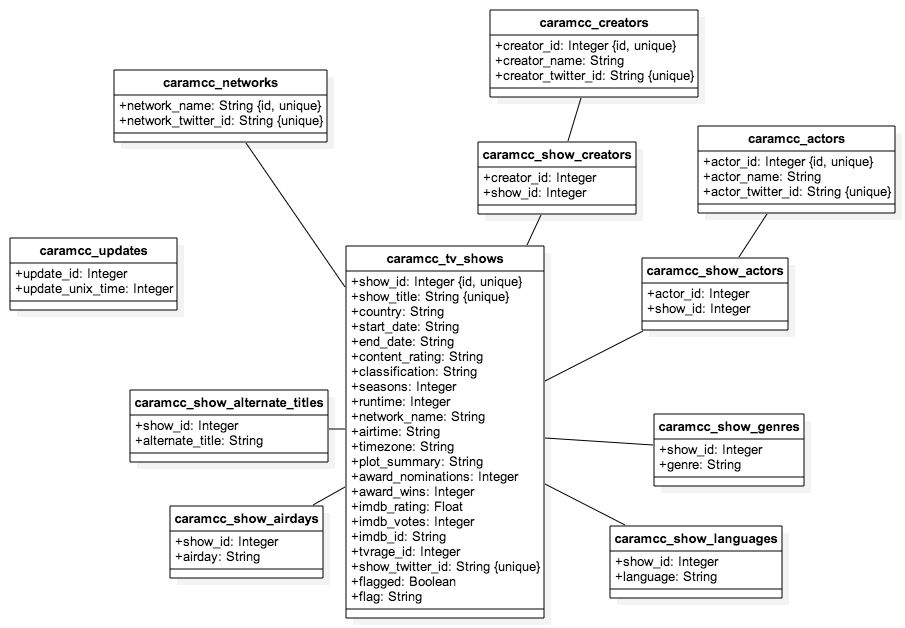 caramcc_creators
+creator_id: Integer {id, unique}
+creator_name: String
+creator_twitter_id: String {unique}
caramcc_networks
+network_name: String {id, unique}
+network_twitter_id: String {unique}
caramcc_show_creators
+creator_id: Integer
+show_id: Integer
caramcc_actors
+actor_id: Integer {id, unique}
+actor_name: String
+actor_twitter_id: String {unique}
caramcc_updates
+update_id: Integer
+update_unix_time: Integer
caramcc_tv_shows
+show_id: Integer {id, unique}
+show_title: String {unique}
+country: String
+start_date: String
+end_date: String
+content_rating: String
+classification: String
+seasons: Integer
+runtime: Integer
+network_name: String
+airtime: String
+timezone: String
+plot_summary: String
+award_nominations: Integer
+award_wins: Integer
+imdb_rating: Float
+imdb_votes: Integer
+imdb_id: String
+tvrage_id: Integer
+show_twitter_id: String {unique}
+flagged: Boolean
+flag: String
caramcc_show_actors
+actor_id: Integer
+show_id: Integer
caramcc_show_alternate_titles
+show_id: Integer
+alternate_title: String
caramcc_show_genres
+show_id: Integer
+genre: String
caramcc_show_airdays
+show_id: Integer
+airday: String
caramcc_show_languages
+show_id: Integer
+language: String